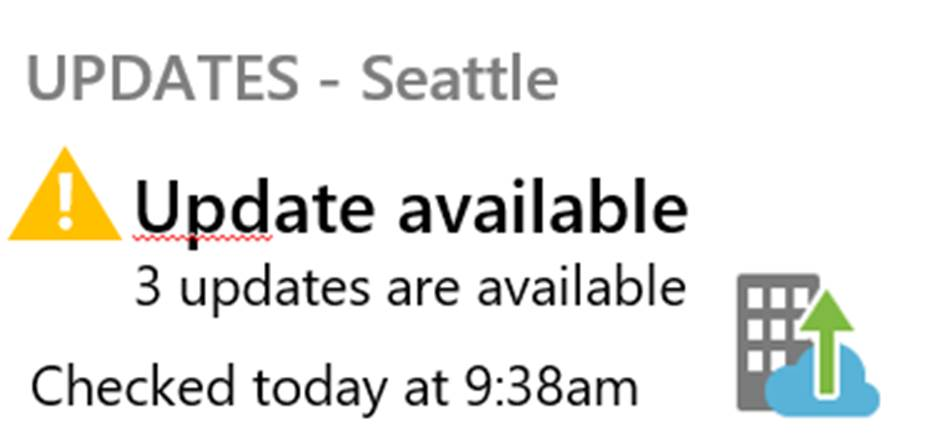 UPDATES - Seattle
Update available
3 updates are available
Checked today at 9:38am